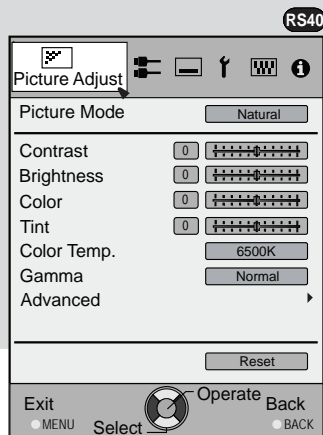 RS40
Picture Adjust
Picture Mode Natural
Contrast 0
Brightness 0
Color 0
Tint 0
Color Temp. 6500K
Gamma Normal
Advanced
Reset
Exit Operate Back
MENU Select BACK